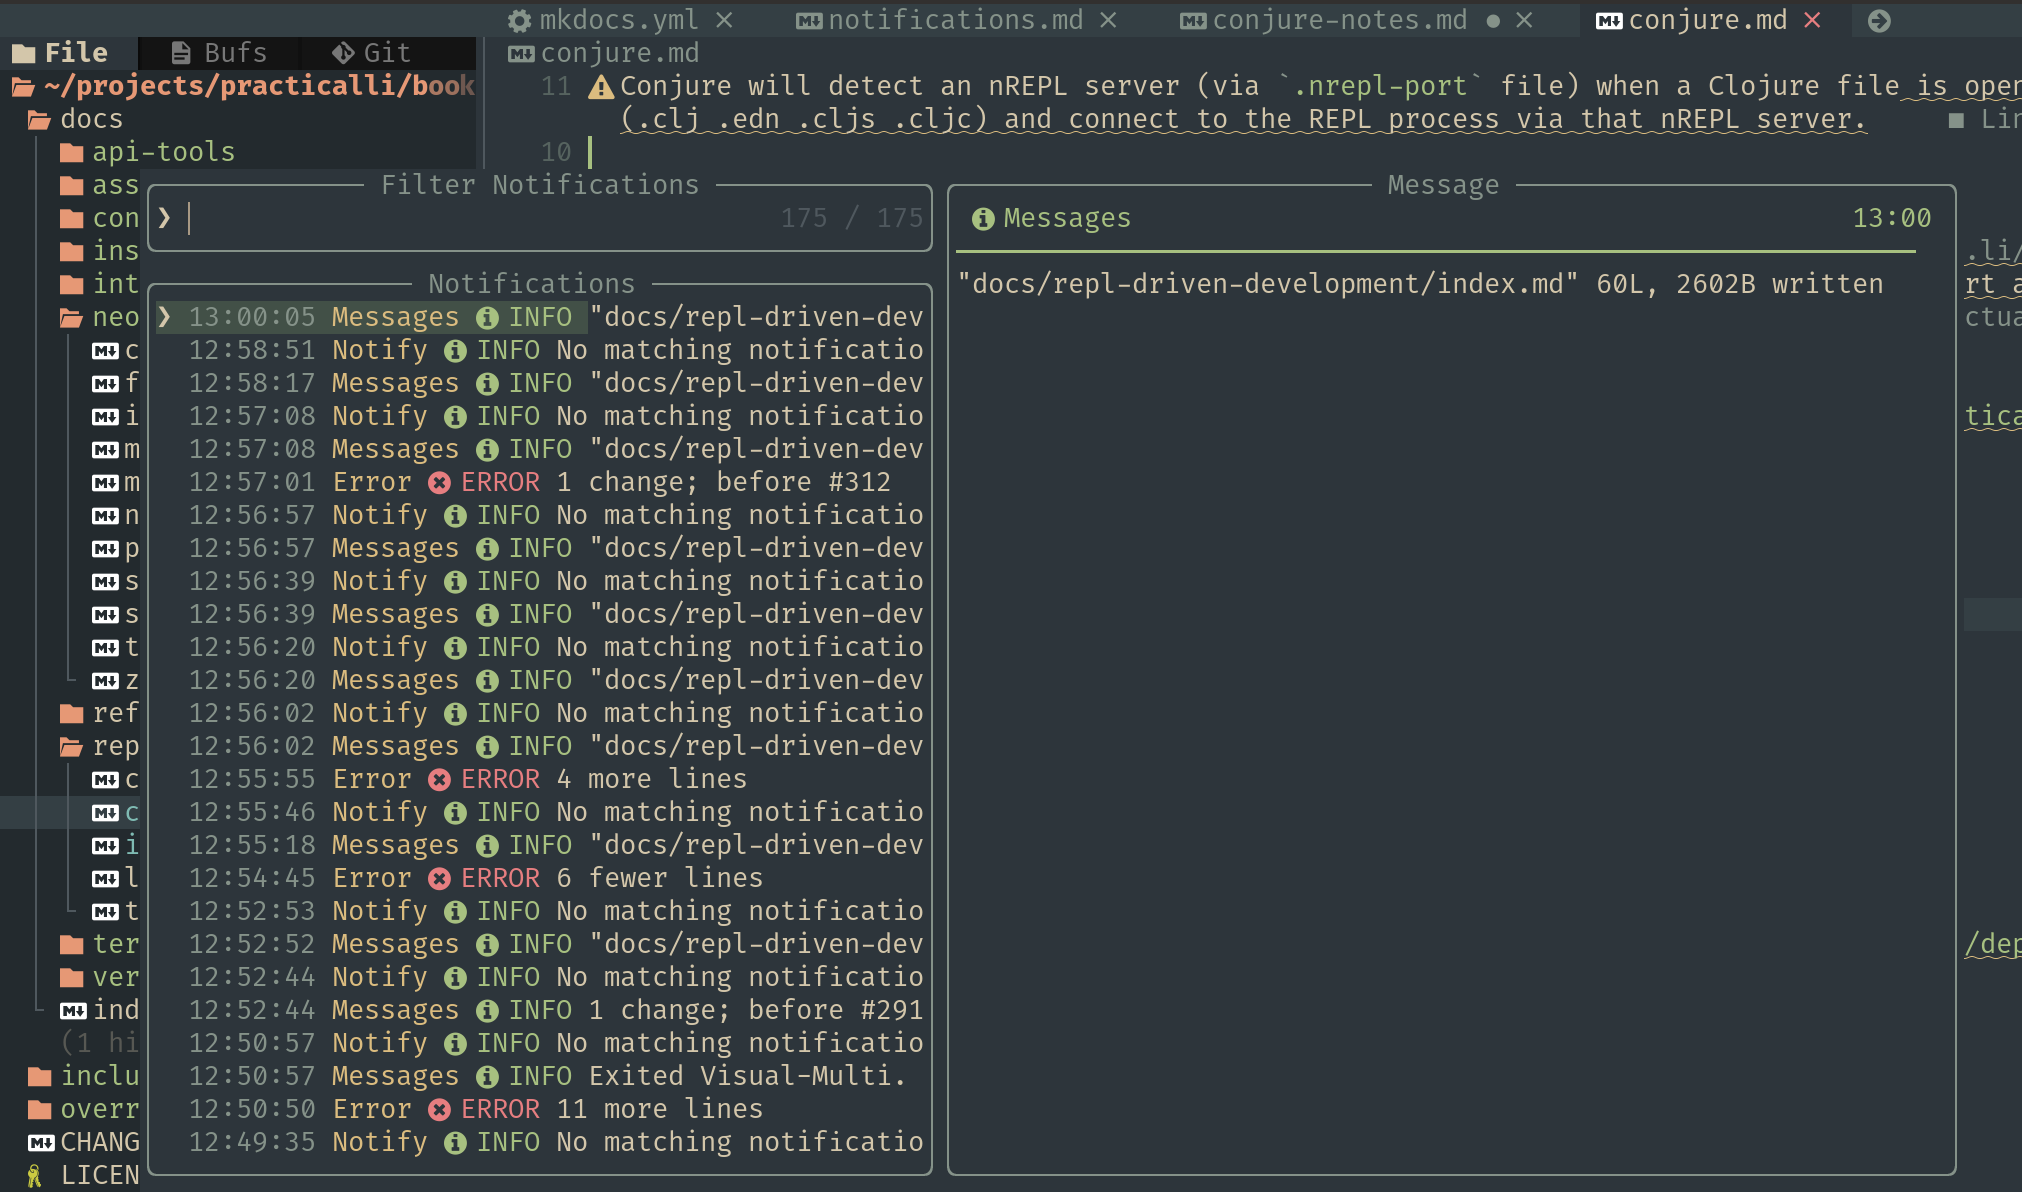 mkdocs.yml
notifications.md
conjure-notes.md
conjure.md
File
Bufs
Git
conjure.md
~/projects/practicalli/book
docs
api-tools
ass
con
ins
int
neo
c
f
i
m
m
n
p
s
s
t
z
ref
rep
c
c
i
l
t
ter
ver
ind
(1 hi
inclu
overr
CHANG
LICEN
11 Conjure will detect an nREPL server (via `.nrepl-port` file) when a Clojure file is open
(.clj .edn .cljs .cljc) and connect to the REPL process via that nREPL server. ■ Lin
10
Filter Notifications
❯ 175 / 175
Notifications
❯ 13:00:05 Messages INFO "docs/repl-driven-dev
12:58:51 Notify INFO No matching notificatio
12:58:17 Messages INFO "docs/repl-driven-dev
12:57:08 Notify INFO No matching notificatio
12:57:08 Messages INFO "docs/repl-driven-dev
12:57:01 Error ERROR 1 change; before #312
12:56:57 Notify INFO No matching notificatio
12:56:57 Messages INFO "docs/repl-driven-dev
12:56:39 Notify INFO No matching notificatio
12:56:39 Messages INFO "docs/repl-driven-dev
12:56:20 Notify INFO No matching notificatio
12:56:20 Messages INFO "docs/repl-driven-dev
12:56:02 Notify INFO No matching notificatio
12:56:02 Messages INFO "docs/repl-driven-dev
12:55:55 Error ERROR 4 more lines
12:55:46 Notify INFO No matching notificatio
12:55:18 Messages INFO "docs/repl-driven-dev
12:54:45 Error ERROR 6 fewer lines
12:52:53 Notify INFO No matching notificatio
12:52:52 Messages INFO "docs/repl-driven-dev
12:52:44 Notify INFO No matching notificatio
12:52:44 Messages INFO 1 change; before #291
12:50:57 Notify INFO No matching notificatio
12:50:57 Messages INFO Exited Visual-Multi.
12:50:50 Error ERROR 11 more lines
12:49:35 Notify INFO No matching notificatio
Message
Messages 13:00
"docs/repl-driven-development/index.md" 60L, 2602B written
.li/
rt a
ctua
tica
/dep